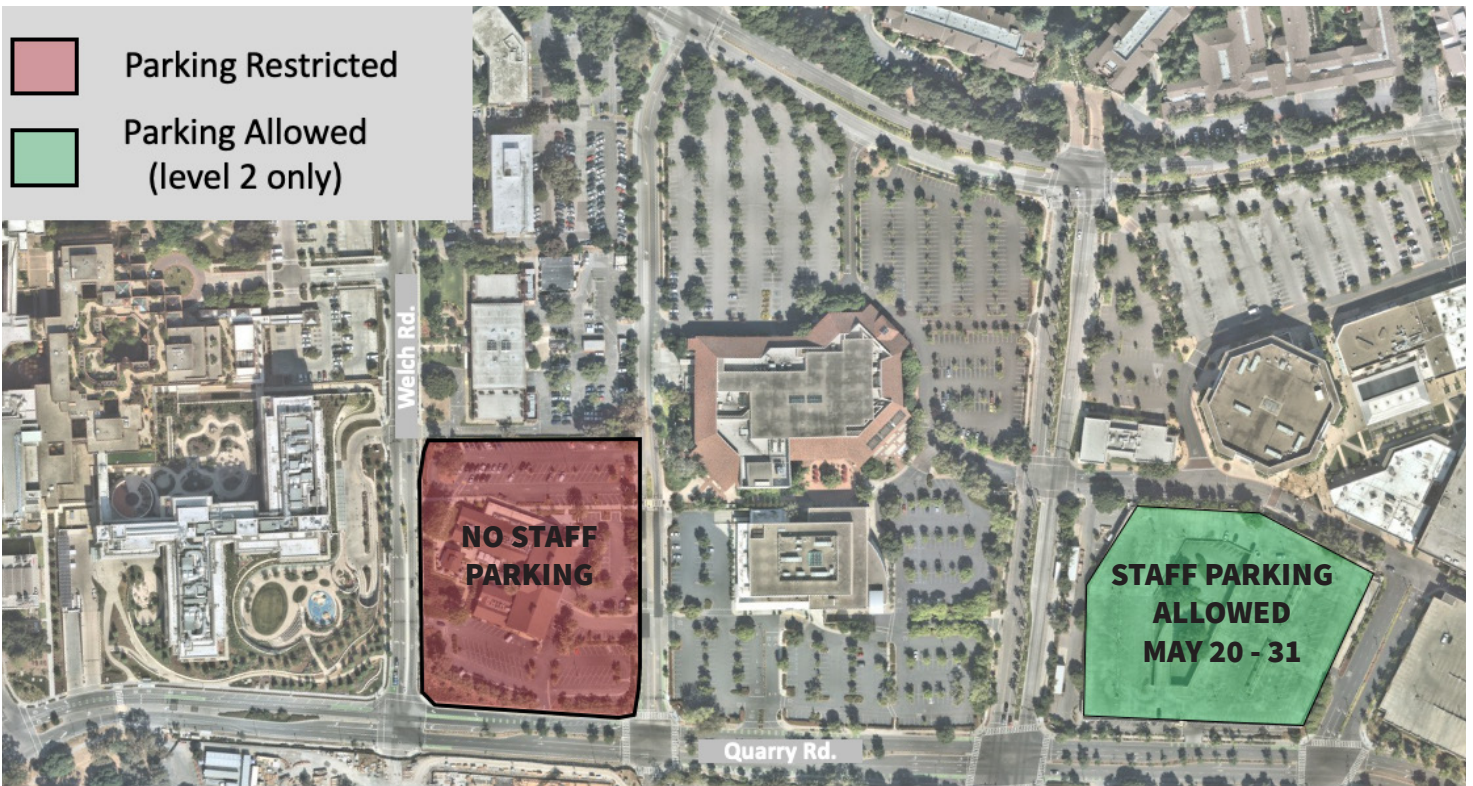 Parking Restricted
Parking Allowed
(level 2 only)
Welch Rd.
NO STAFF
PARKING
STAFF PARKING
ALLOWED
MAY 20 - 31
Quarry Rd.